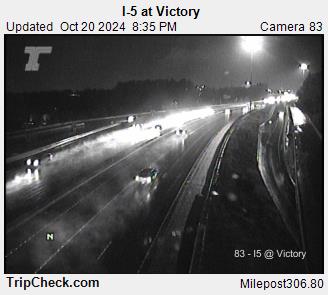 I-5 at Victory
Updated Oct 20 2024 8:35 PM Camera 83
T
N
83 - I5 @ Victory
TripCheck.com Milepost306.80